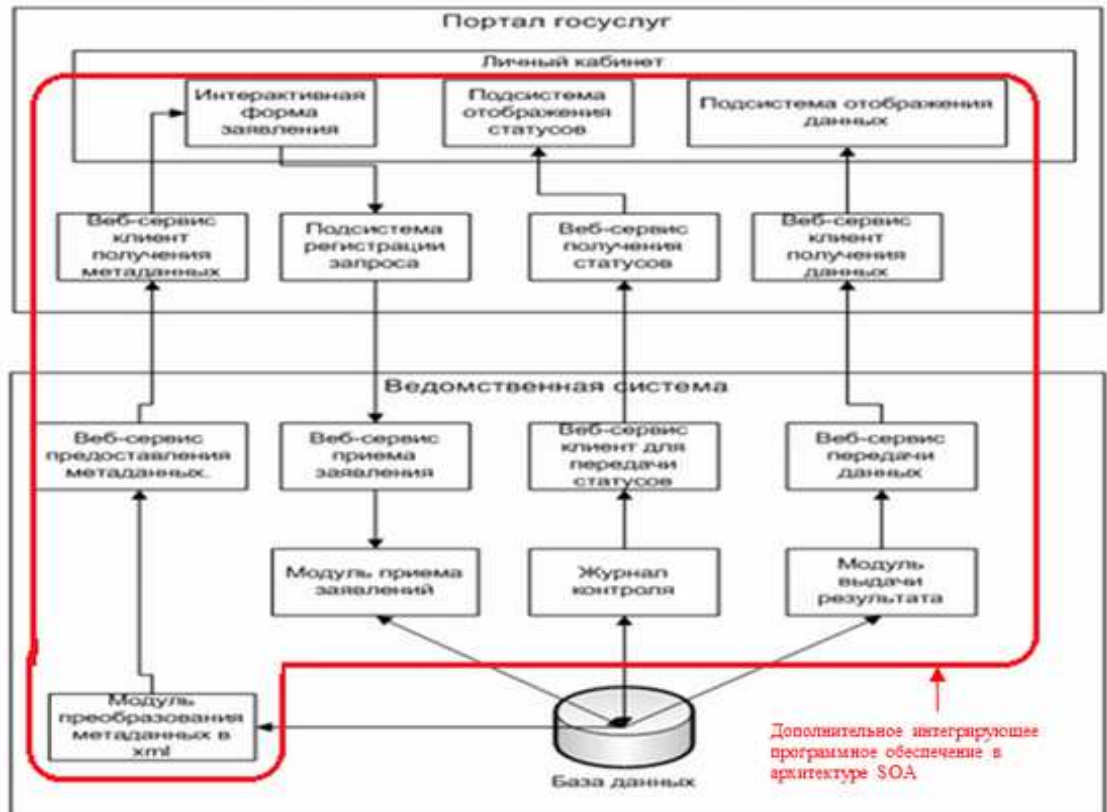 Портал госуслуг
Личный кабинет
Интерактивная
форма
заявления
Подсистема
отображения
статусов
Подсистема отображения
данных
Веб-сервис
клиент
получения
метаданных
Подсистема
регистрации
запроса
Веб-сервис
получения
статусов
Веб-сервис
клиент
получения
данных
Ведомственная система
Веб-сервис
предоставления
метаданных.
Веб-сервис
приема
заявления
Веб-сервис
клиент для
передачи
статусов
Веб-сервис
передачи
данных
Модуль приема
заявлений
Журнал
контроля
Модуль
выдачи
результата
Модуль
преобразования
метаданных в
xml
База данных
Дополнительное интегрирующее
программное обеспечение в
архитектуре SOA